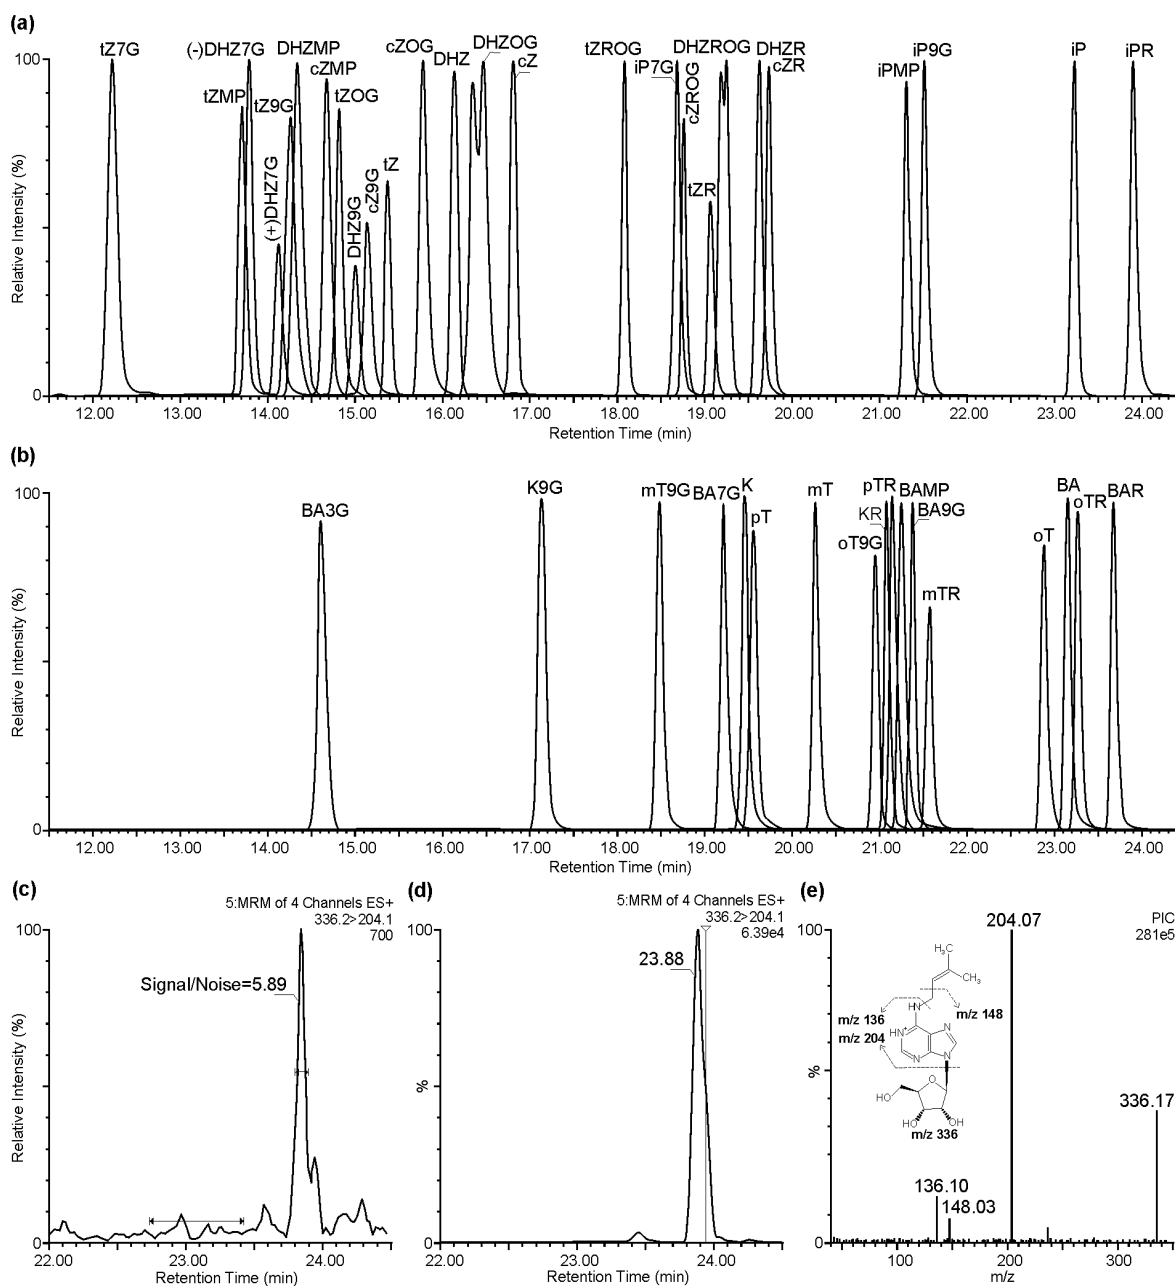 (a)
tZ7G
tZMP
(-)DHZ7G
(+)DHZ7G
tZ9G
DHZMP
cZMP
tZOG
DHZ9G
cZ9G
tZ
cZOG
DHZ
DHZOG
cZ
tZROG
iP7G
cZROG
tZR
DHZROG
DHZR
cZR
iPMP
iP9G
iP
iPR
100
Relative Intensity (%)
0
12.00 13.00 14.00 15.00 16.00 17.00 18.00 19.00 20.00 21.00 22.00 23.00 24.00
Retention Time (min)
(b)
BA3G
K9G
mT9G
BA7G
K
pT
mT
oT9G
pTR
KR
BAMP
BA9G
mTR
oT
BA
oTR
BAR
100
Relative Intensity (%)
0
12.00 13.00 14.00 15.00 16.00 17.00 18.00 19.00 20.00 21.00 22.00 23.00 24.00
Retention Time (min)
(c)
5:MRM of 4 Channels ES+
336.2>204.1
700
100
Signal/Noise=5.89
Relative Intensity (%)
0
22.00 23.00 24.00
Retention Time (min)
(d)
5:MRM of 4 Channels ES+
336.2>204.1
6.39e4
100
23.88
%
0
22.00 23.00 24.00
Retention Time (min)
(e)
204.07
PIC
281e5
100
H3C
CH3
HN
m/z 148
m/z 136
m/z 204
HN+
N
N
N
O
HO
HO
OH
m/z 336
336.17
136.10
148.03
%
0
100 200 300
m/z